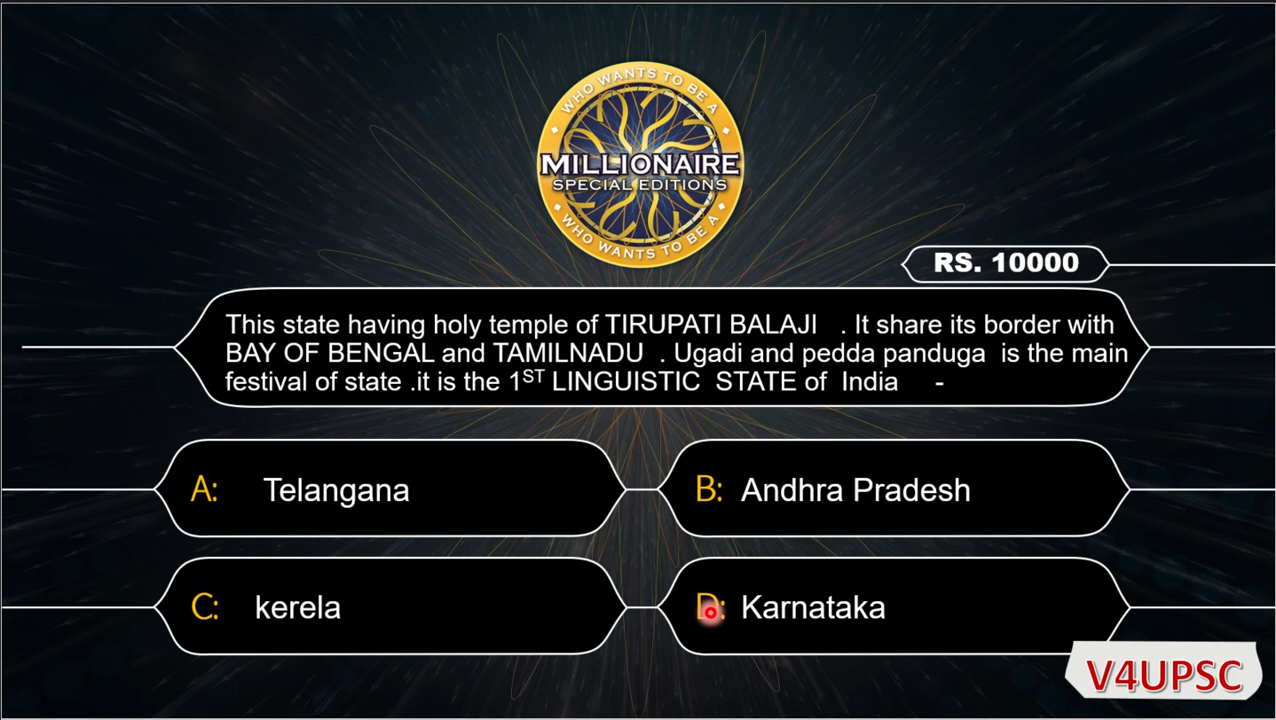 WHO WANTS TO BE A
MILLIONAIRE
SPECIAL EDITIONS
WHO WANTS TO BE A
RS. 10000
This state having holy temple of TIRUPATI BALAJI . It share its border with
BAY OF BENGAL and TAMILNADU . Ugadi and pedda panduga is the main
festival of state .it is the 1ST LINGUISTIC STATE of India -
A: Telangana
B: Andhra Pradesh
C: kerela
D: Karnataka
V4UPSC